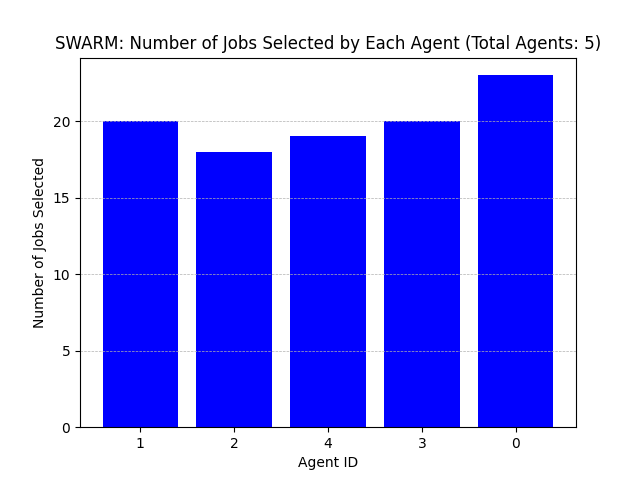 SWARM: Number of Jobs Selected by Each Agent (Total Agents: 5)
Number of Jobs Selected
20
15
10
5
0
1 2 4 3 0
Agent ID